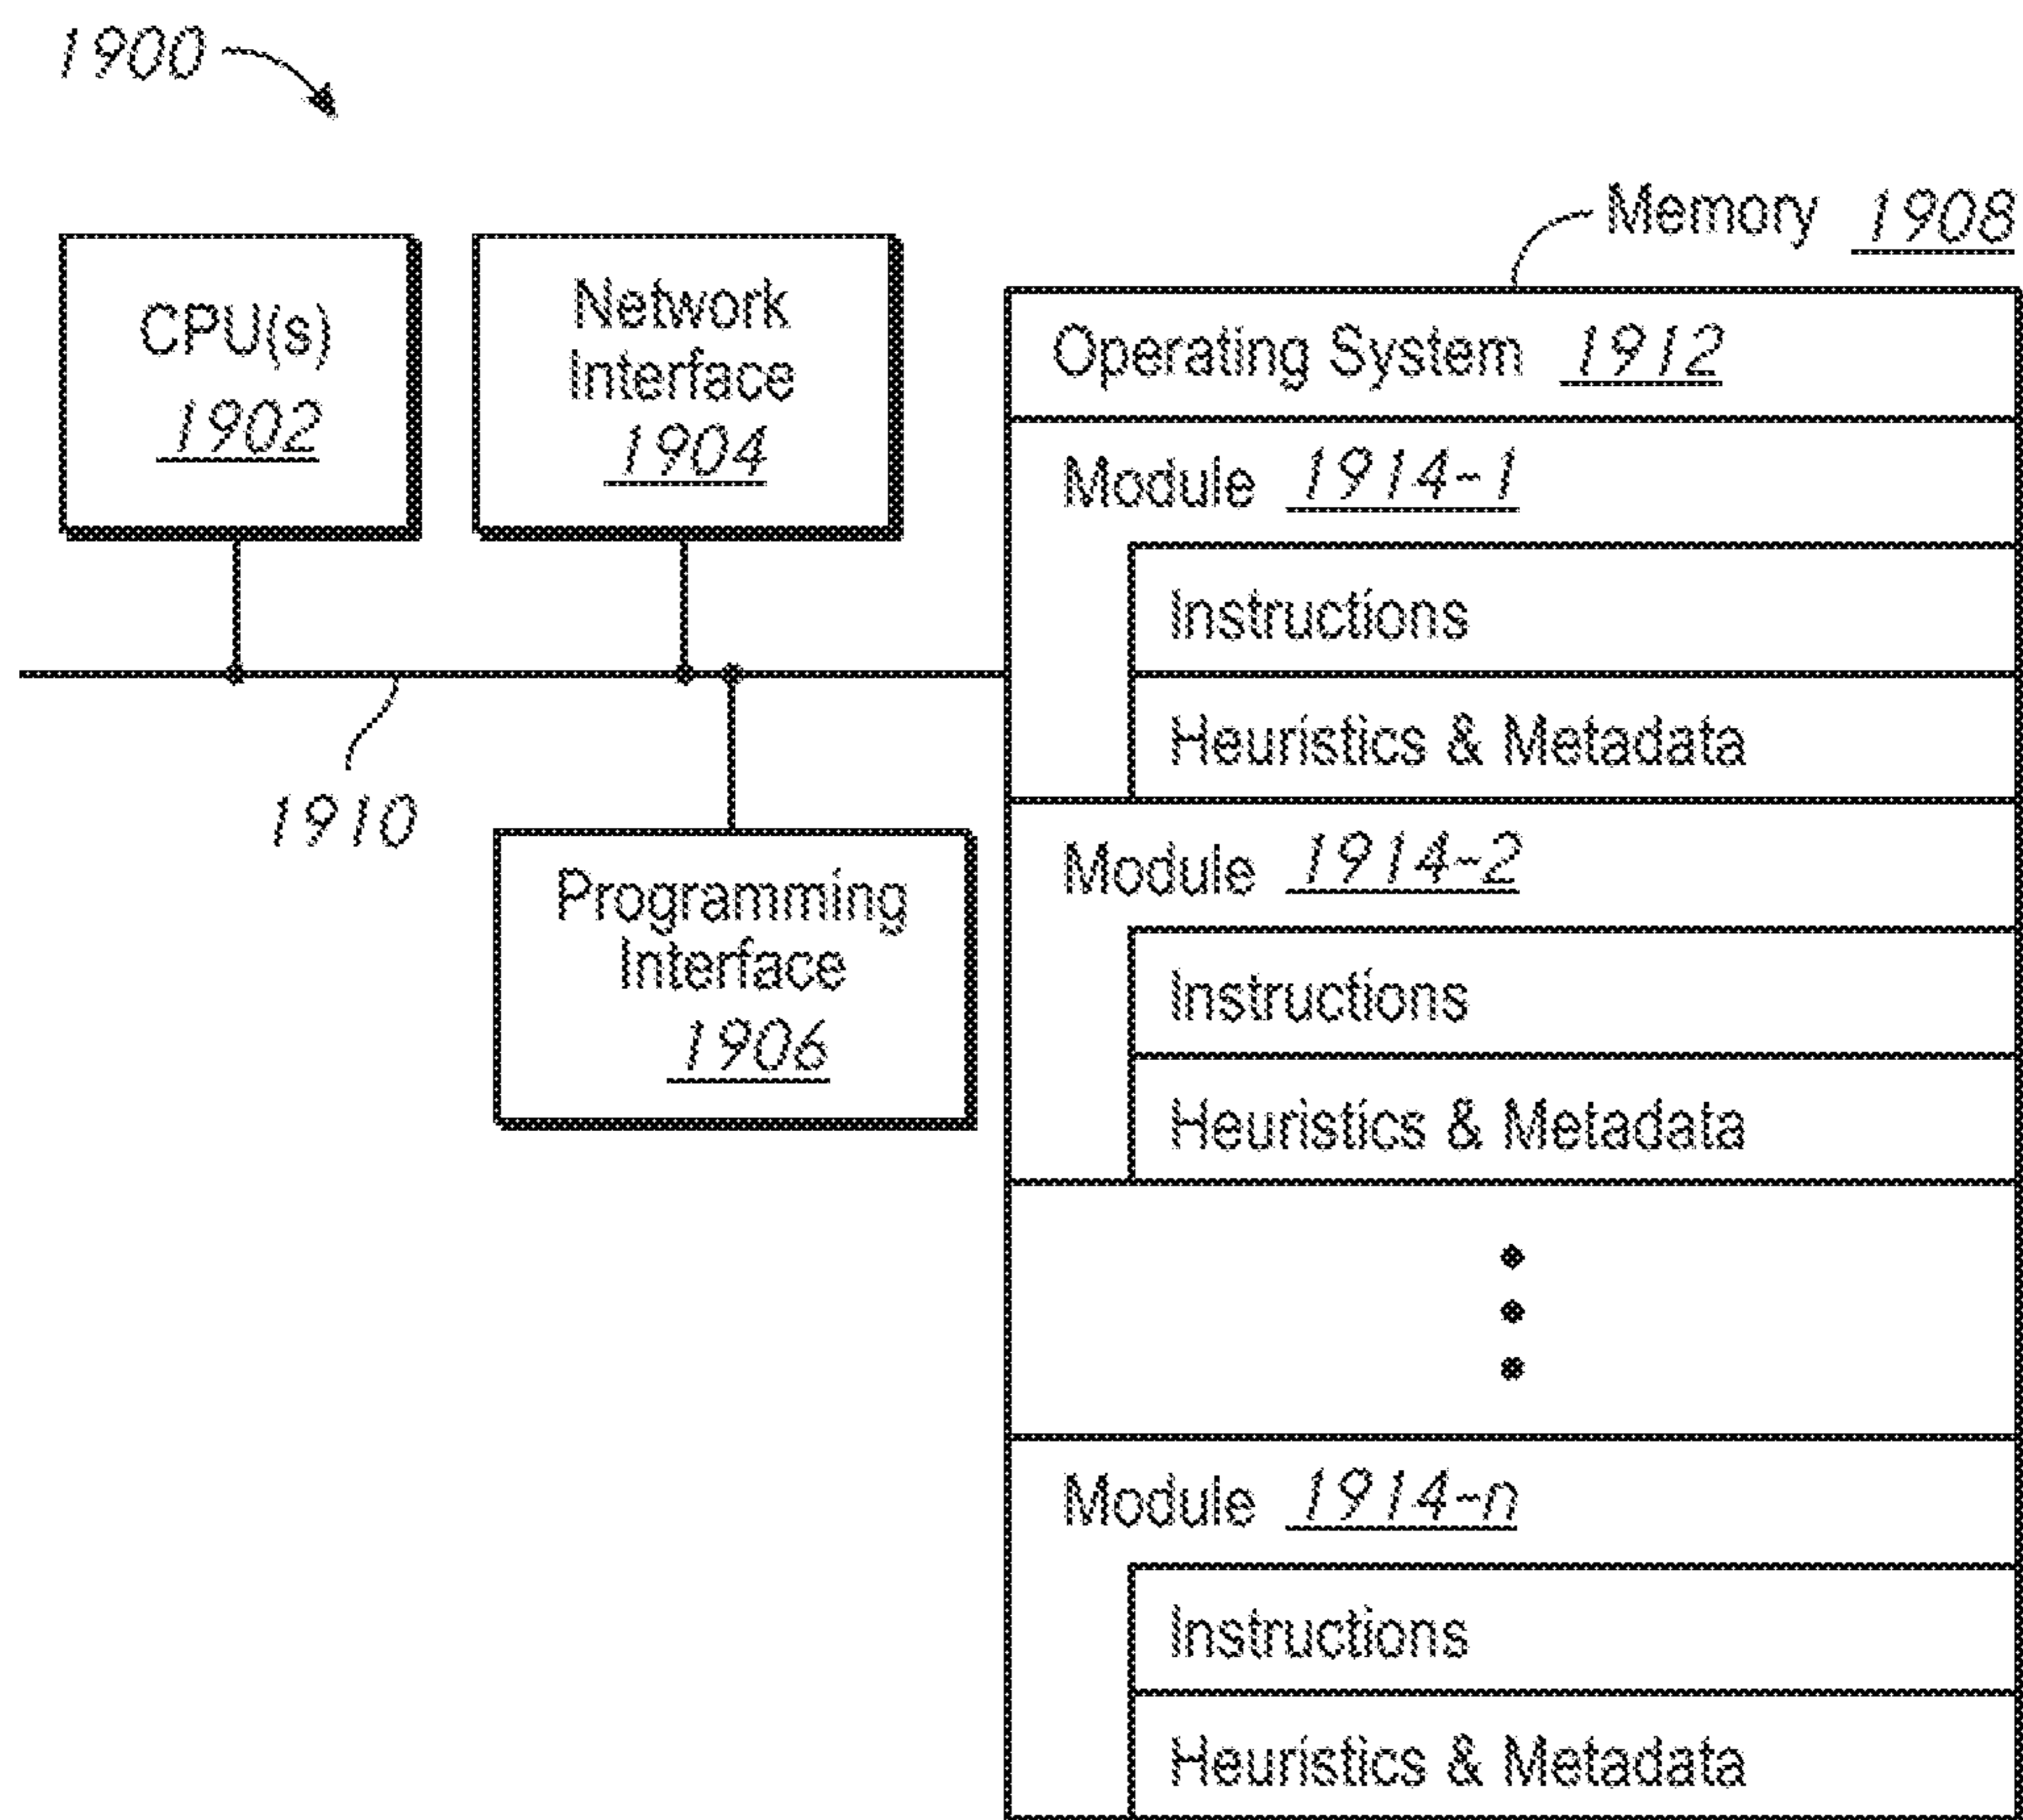 1900
Memory 1908
CPU(s)
1902
Network
Interface
1904
Operating System 1912
Module 1914-1
Instructions
Heuristics & Metadata
1910
Programming
Interface
1906
Module 1914-2
Instructions
Heuristics & Metadata
Module 1914-n
Instructions
Heuristics & Metadata